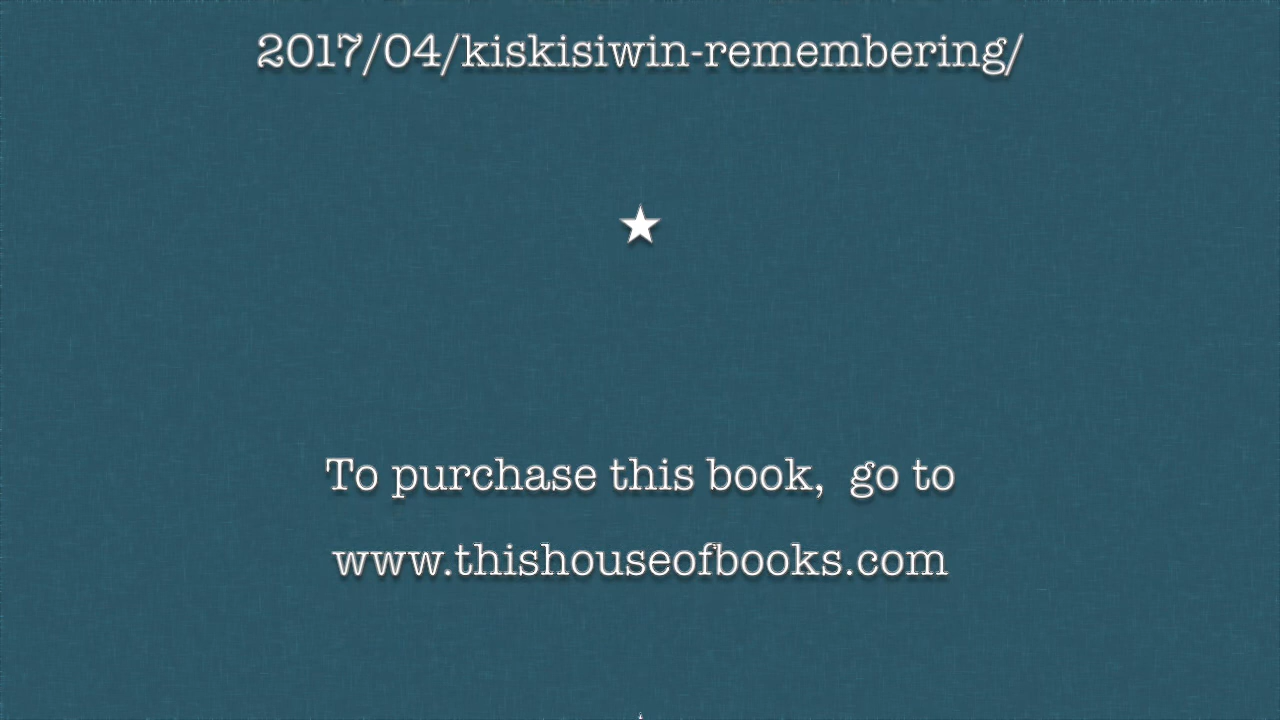 2017/04/kiskisiwin-remembering/
★
To purchase this book,  go to
www.thishouseofbooks.com